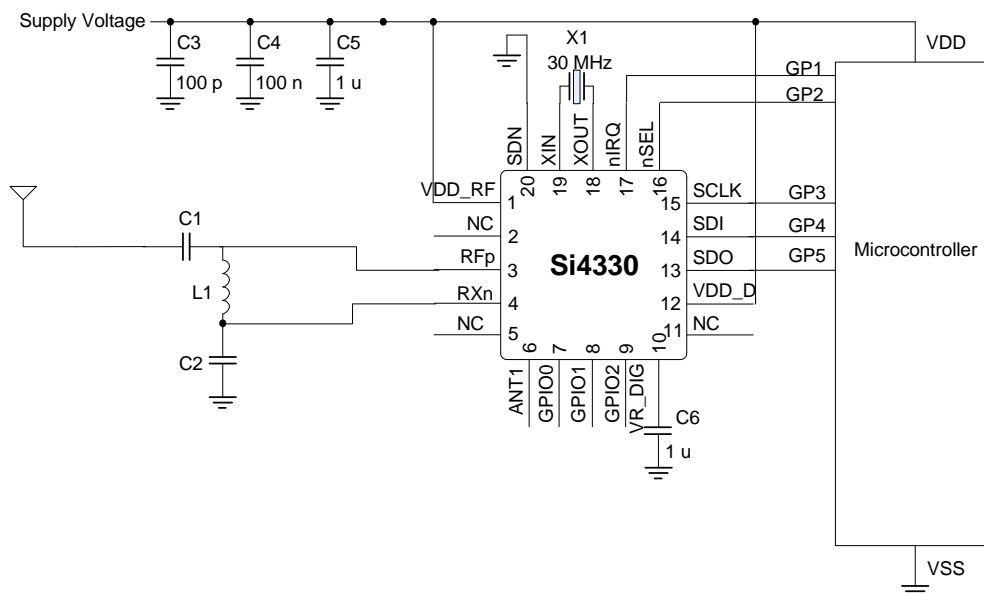 Supply Voltage
C3
100 p
C4
100 n
C5
1 u
X1
30 MHz
VDD
GP1
GP2
SDN
XIN
XOUT
nIRQ
nSEL
20
19
18
17
16
VDD_RF
1
NC
2
RFp
3
RXn
4
NC
5
Si4330
15
SCLK
GP3
14
SDI
GP4
13
SDO
GP5
12
VDD_D
11
NC
Microcontroller
C1
L1
C2
6
7
8
9
10
ANT1
GPIO0
GPIO1
GPIO2
VR_DIG
C6
1 u
VSS